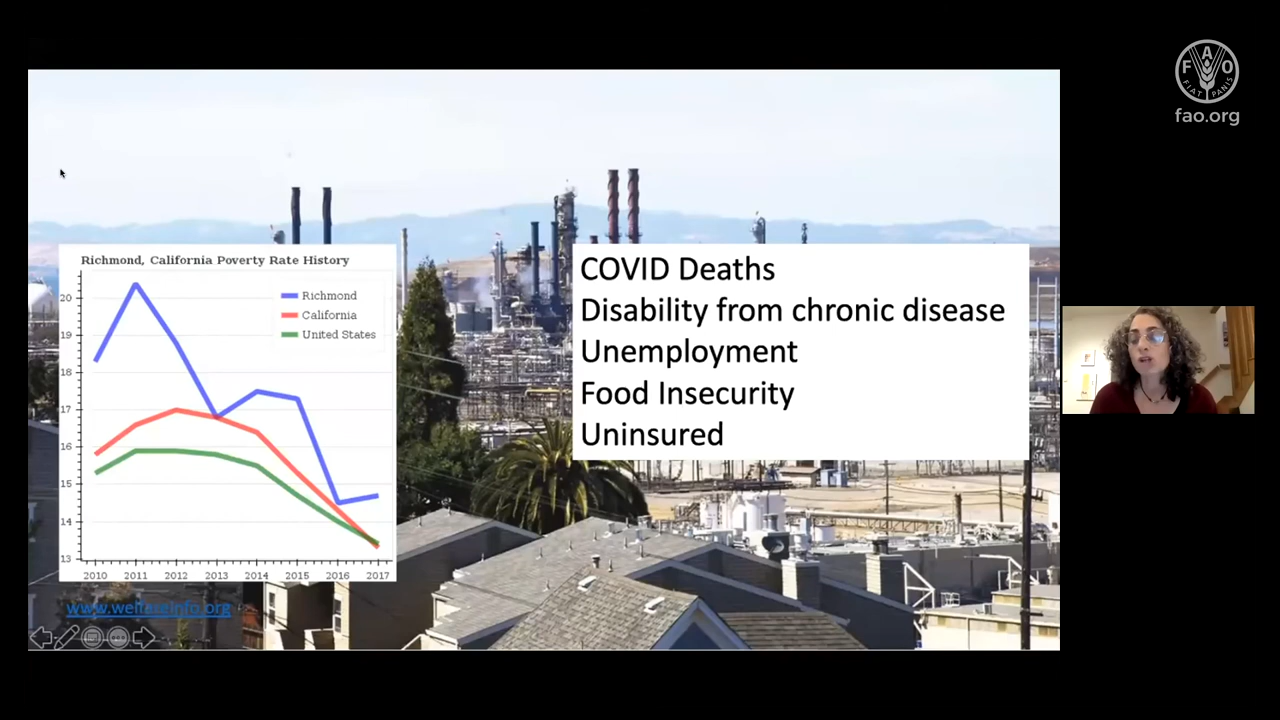 F A O
FIAT PANIS
fao.org
Richmond, California Poverty Rate History
Richmond
California
United States
20
19
18
17
16
15
14
13
2010 2011 2012 2013 2014 2015 2016 2017
www.welfareinfo.org
COVID Deaths
Disability from chronic disease
Unemployment
Food Insecurity
Uninsured